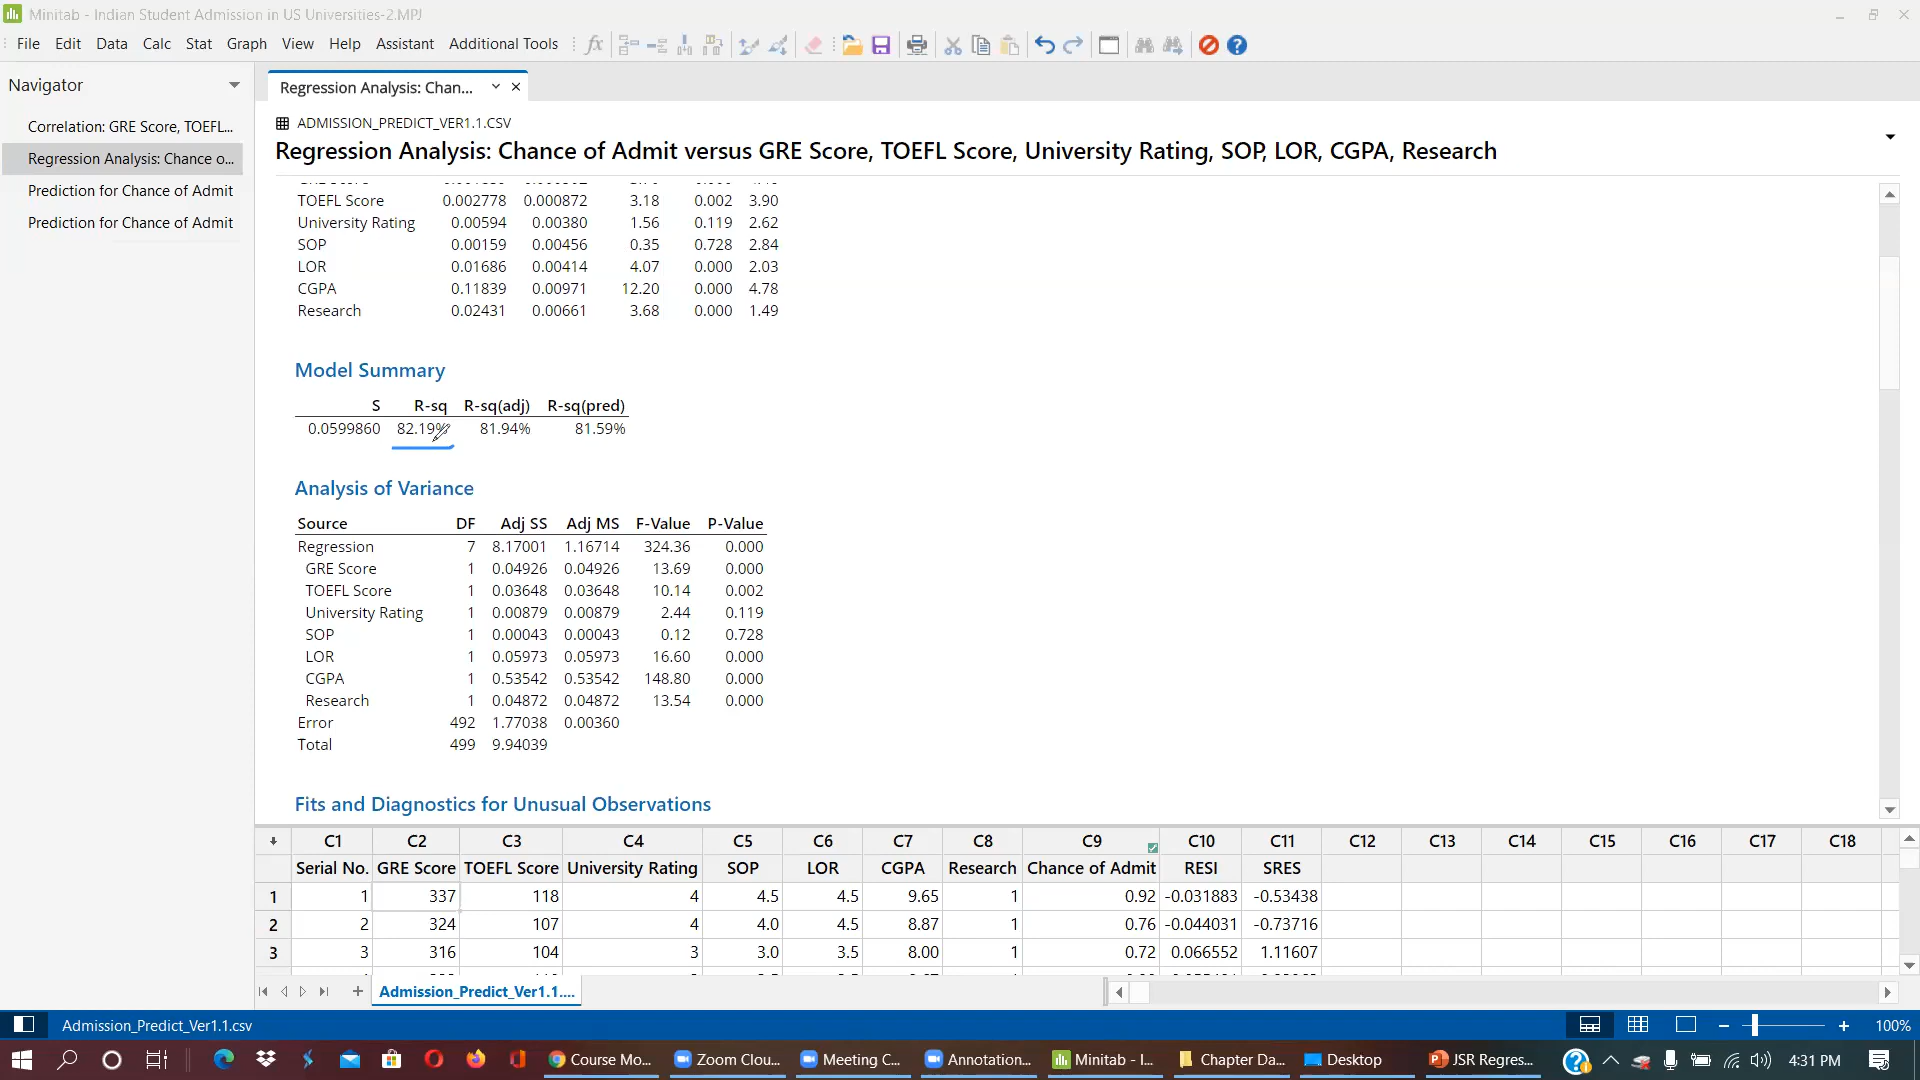 Minitab - Indian Student Admission in US Universities-2.MPJ
File Edit Data Calc Stat Graph View Help Assistant Additional Tools
Navigator
Correlation: GRE Score, TOEFL...
Regression Analysis: Chance o...
Prediction for Chance of Admit
Prediction for Chance of Admit
Regression Analysis: Chan...
ADMISSION_PREDICT_VER1.1.CSV
Regression Analysis: Chance of Admit versus GRE Score, TOEFL Score, University Rating, SOP, LOR, CGPA, Research
TOEFL Score 0.002778 0.000872 3.18 0.002 3.90
University Rating 0.00594 0.00380 1.56 0.119 2.62
SOP 0.00159 0.00456 0.35 0.728 2.84
LOR 0.01686 0.00414 4.07 0.000 2.03
CGPA 0.11839 0.00971 12.20 0.000 4.78
Research 0.02431 0.00661 3.68 0.000 1.49
Model Summary
S R-sq R-sq(adj) R-sq(pred)
0.0599860 82.19% 81.94% 81.59%
Analysis of Variance
Source DF Adj SS Adj MS F-Value P-Value
Regression 7 8.17001 1.16714 324.36 0.000
GRE Score 1 0.04926 0.04926 13.69 0.000
TOEFL Score 1 0.03648 0.03648 10.14 0.002
University Rating 1 0.00879 0.00879 2.44 0.119
SOP 1 0.00043 0.00043 0.12 0.728
LOR 1 0.05973 0.05973 16.60 0.000
CGPA 1 0.53542 0.53542 148.80 0.000
Research 1 0.04872 0.04872 13.54 0.000
Error 492 1.77038 0.00360
Total 499 9.94039
Fits and Diagnostics for Unusual Observations
C1 C2 C3 C4 C5 C6 C7 C8 C9 C10 C11 C12 C13 C14 C15 C16 C17 C18
Serial No. GRE Score TOEFL Score University Rating SOP LOR CGPA Research Chance of Admit RESI SRES
1 1 337 118 4 4.5 4.5 9.65 1 0.92 -0.031883 -0.53438
2 2 324 107 4 4.0 4.5 8.87 1 0.76 -0.044031 -0.73716
3 3 316 104 3 3.0 3.5 8.00 1 0.72 0.066552 1.11607
Admission_Predict_Ver1.1....
Admission_Predict_Ver1.1.csv
100%
Course Mo... Zoom Clou... Meeting C... Annotation... Minitab - I... Chapter Da... Desktop JSR Regres... 4:31 PM